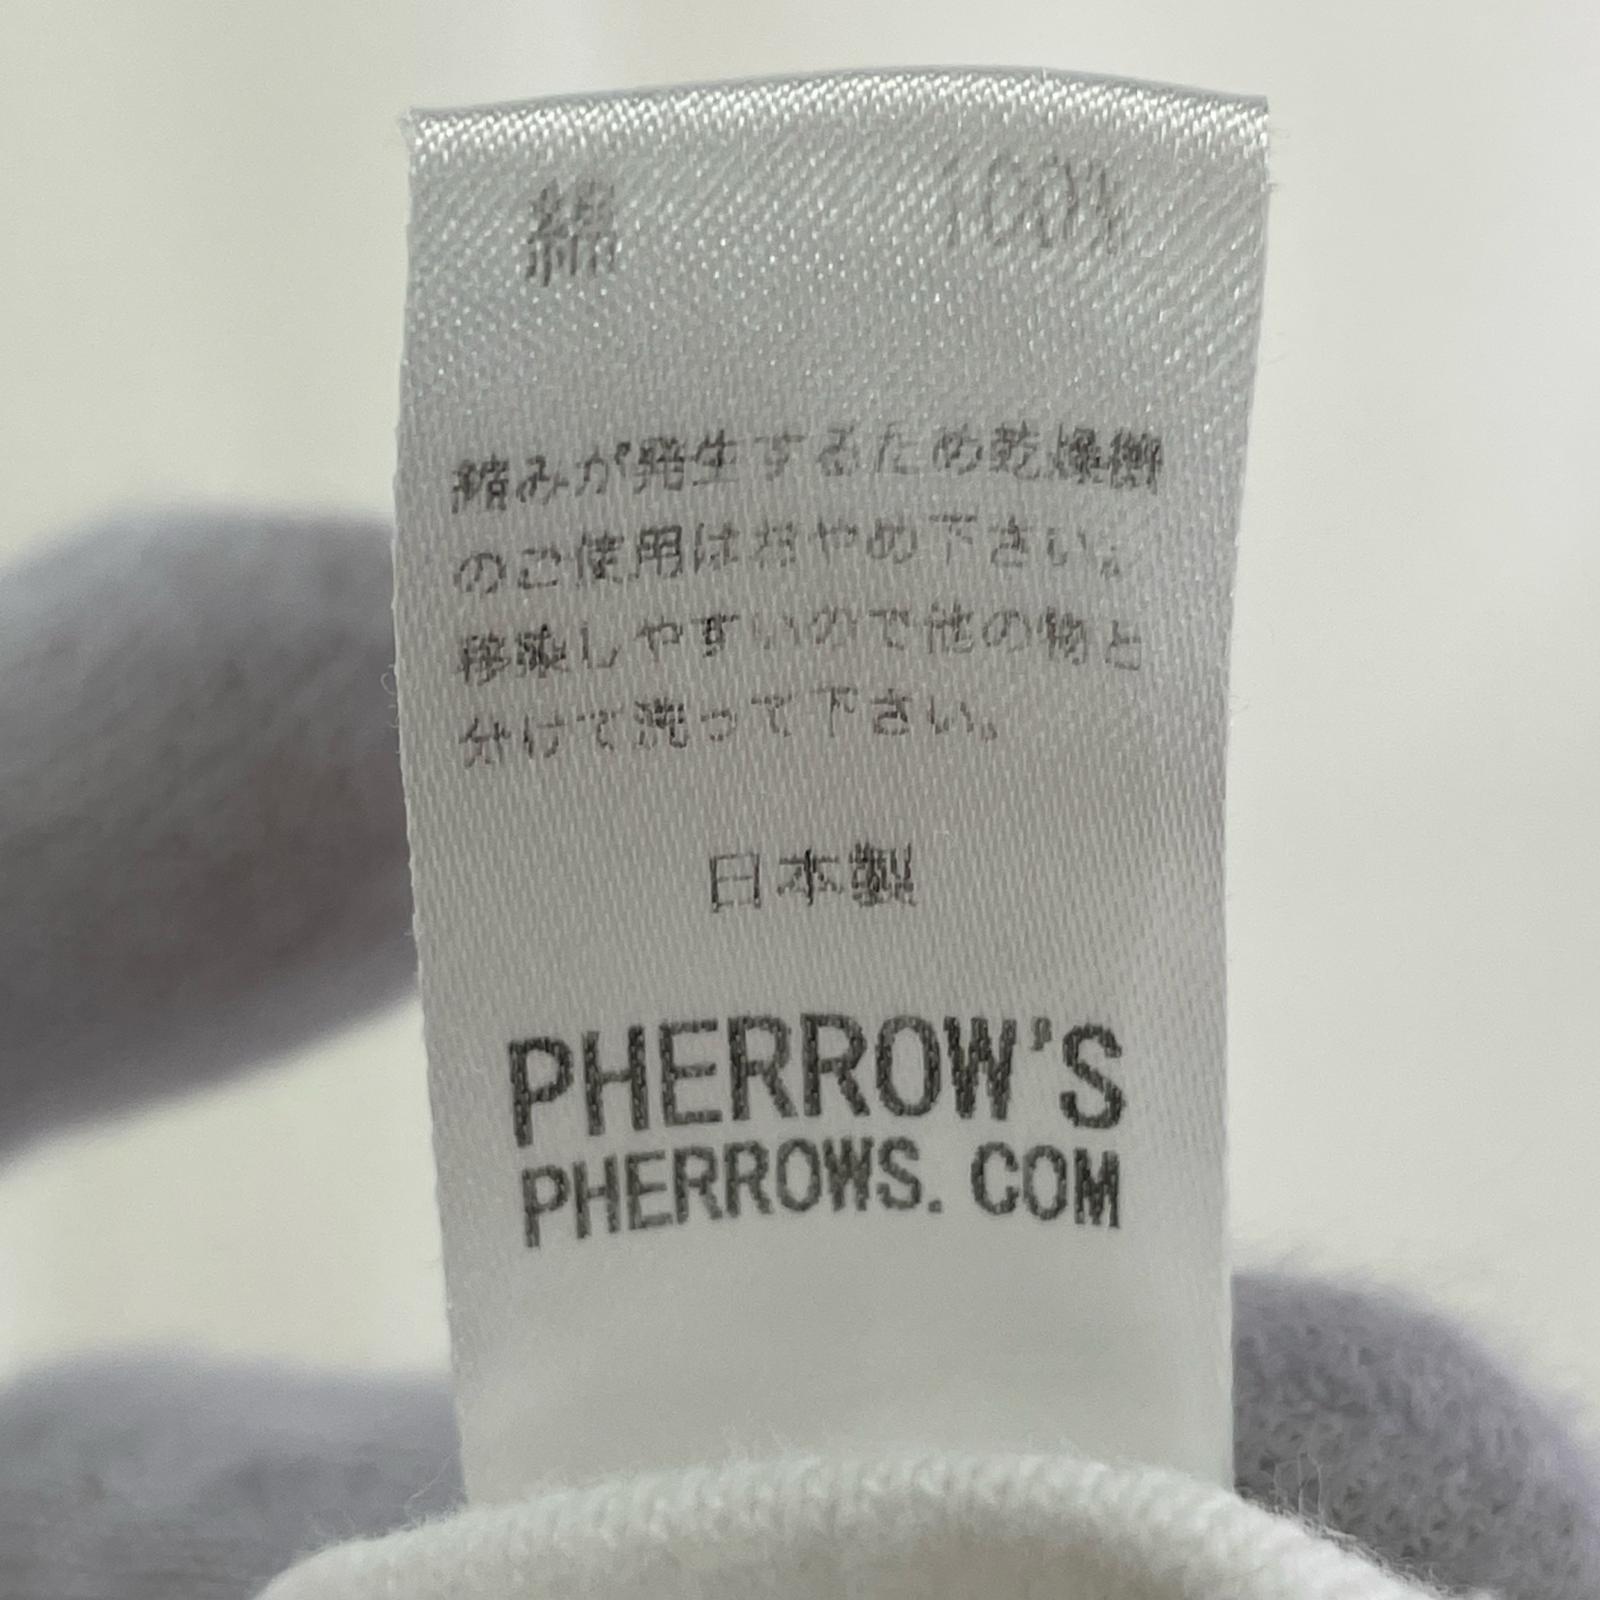 綿 100%
縮みが発生するため乾燥機
のご使用はおやめ下さい。
移染しやすいので他の物と
分けて洗って下さい。
日本製
PHERROW'S
PHERROWS. COM